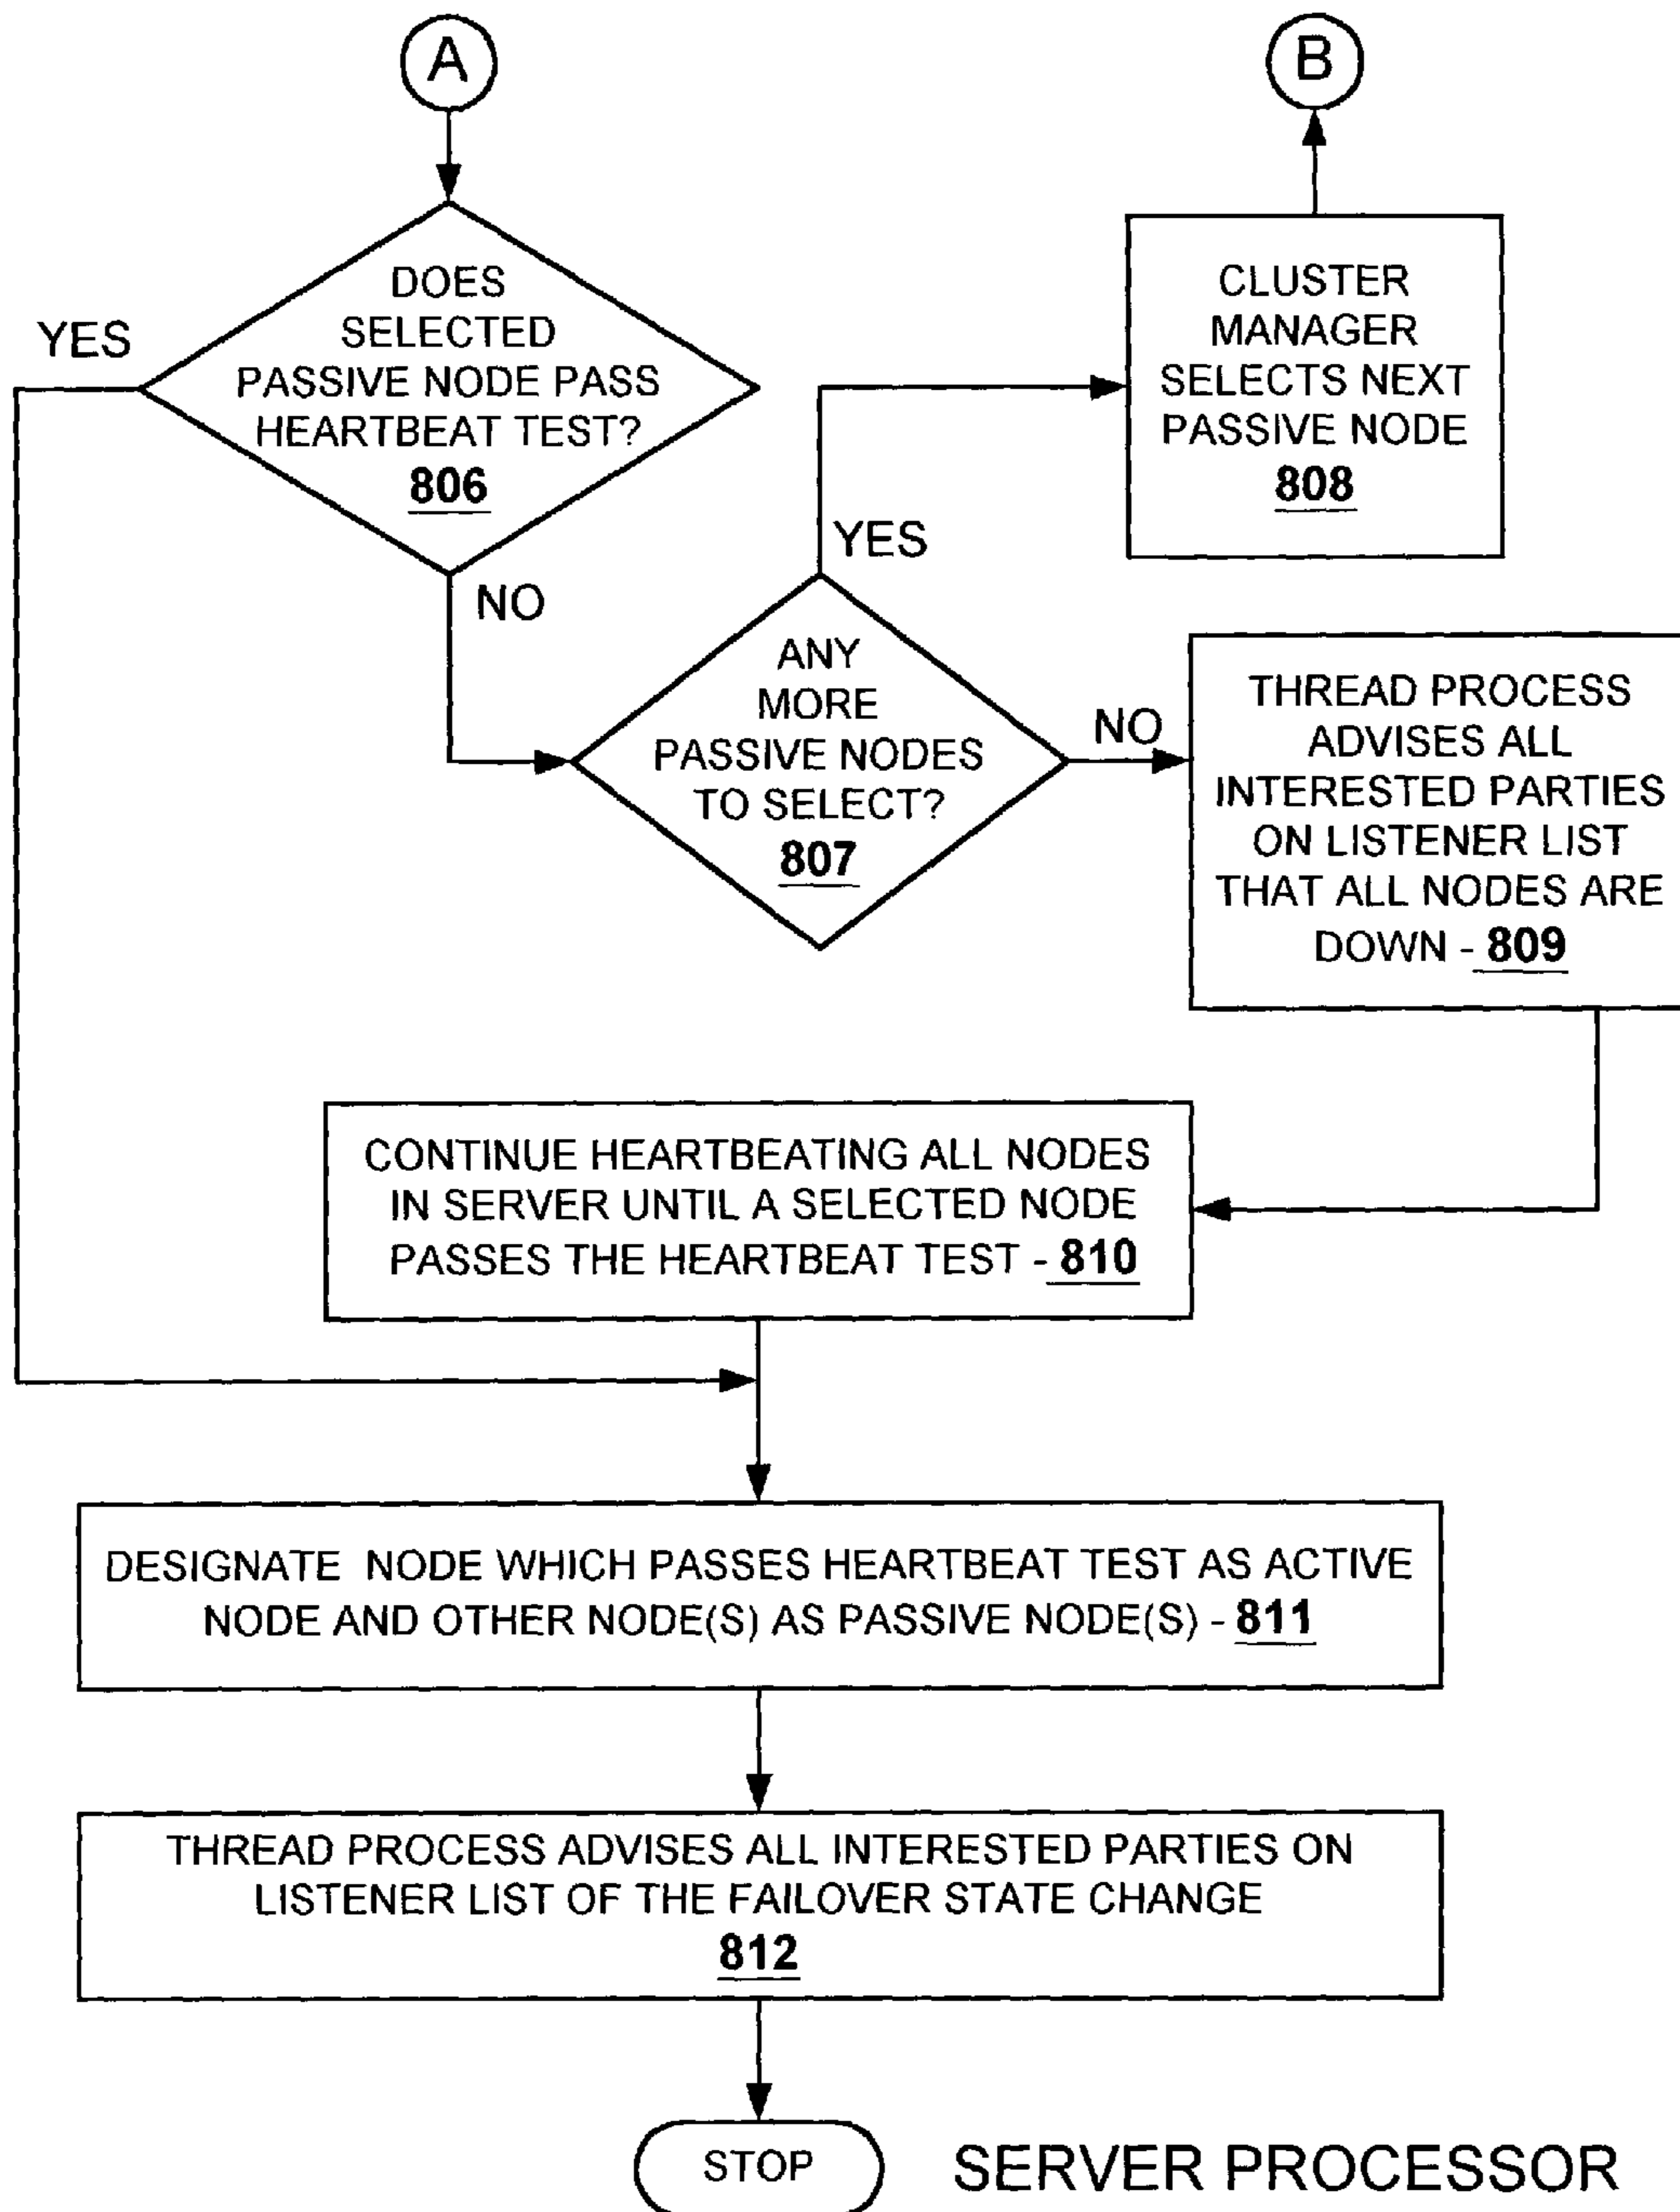 A
B
DOES
SELECTED
PASSIVE NODE PASS
HEARTBEAT TEST?
806
YES
NO
CLUSTER
MANAGER
SELECTS NEXT
PASSIVE NODE
808
YES
ANY
MORE
PASSIVE NODES
TO SELECT?
807
NO
THREAD PROCESS
ADVISES ALL
INTERESTED PARTIES
ON LISTENER LIST
THAT ALL NODES ARE
DOWN - 809
CONTINUE HEARTBEATING ALL NODES
IN SERVER UNTIL A SELECTED NODE
PASSES THE HEARTBEAT TEST - 810
DESIGNATE NODE WHICH PASSES HEARTBEAT TEST AS ACTIVE
NODE AND OTHER NODE(S) AS PASSIVE NODE(S) - 811
THREAD PROCESS ADVISES ALL INTERESTED PARTIES ON
LISTENER LIST OF THE FAILOVER STATE CHANGE
812
STOP
SERVER PROCESSOR